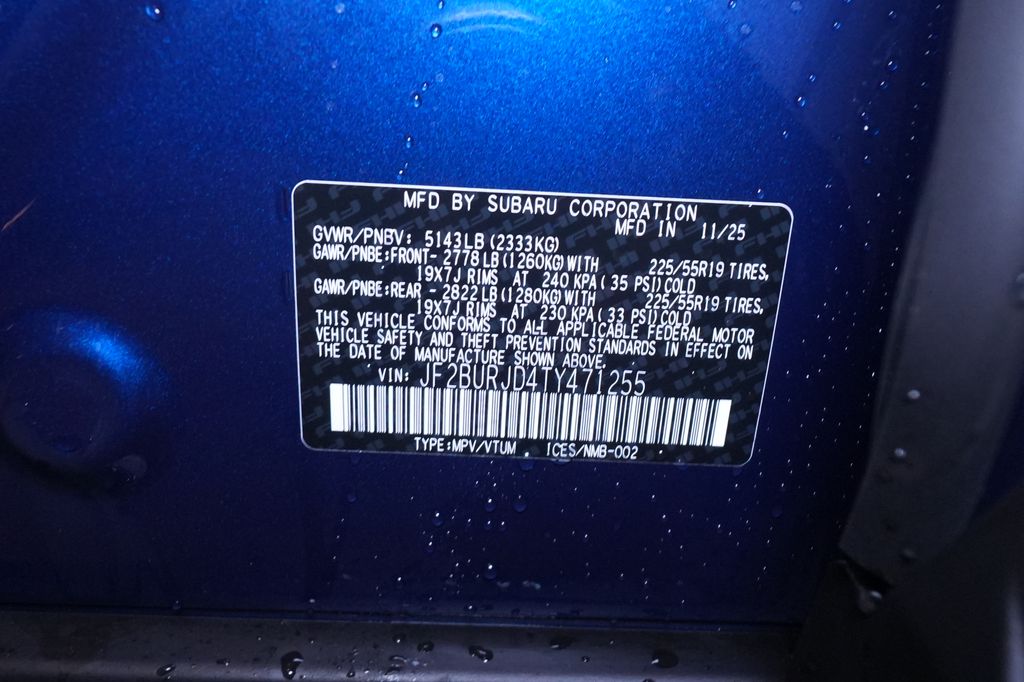 MFD BY SUBARU CORPORATION
MFD IN 11/25
GVWR/PNBV: 5143LB (2333KG)
GAWR/PNBE:FRONT- 2778 LB (1260KG) WITH 225/55R19 TIRES,
19X7J RIMS AT 240 KPA ( 35 PSI) COLD
GAWR/PNBE:REAR - 2822 LB (1280KG) WITH 225/55R19 TIRES,
19X7J RIMS AT 230 KPA ( 33 PSI) COLD
THIS VEHICLE CONFORMS TO ALL APPLICABLE FEDERAL MOTOR
VEHICLE SAFETY AND THEFT PREVENTION STANDARDS IN EFFECT ON
THE DATE OF MANUFACTURE SHOWN ABOVE.
VIN: JF2BURJD4TY471255
TYPE:MPV/VTUM ICES/NMB-002